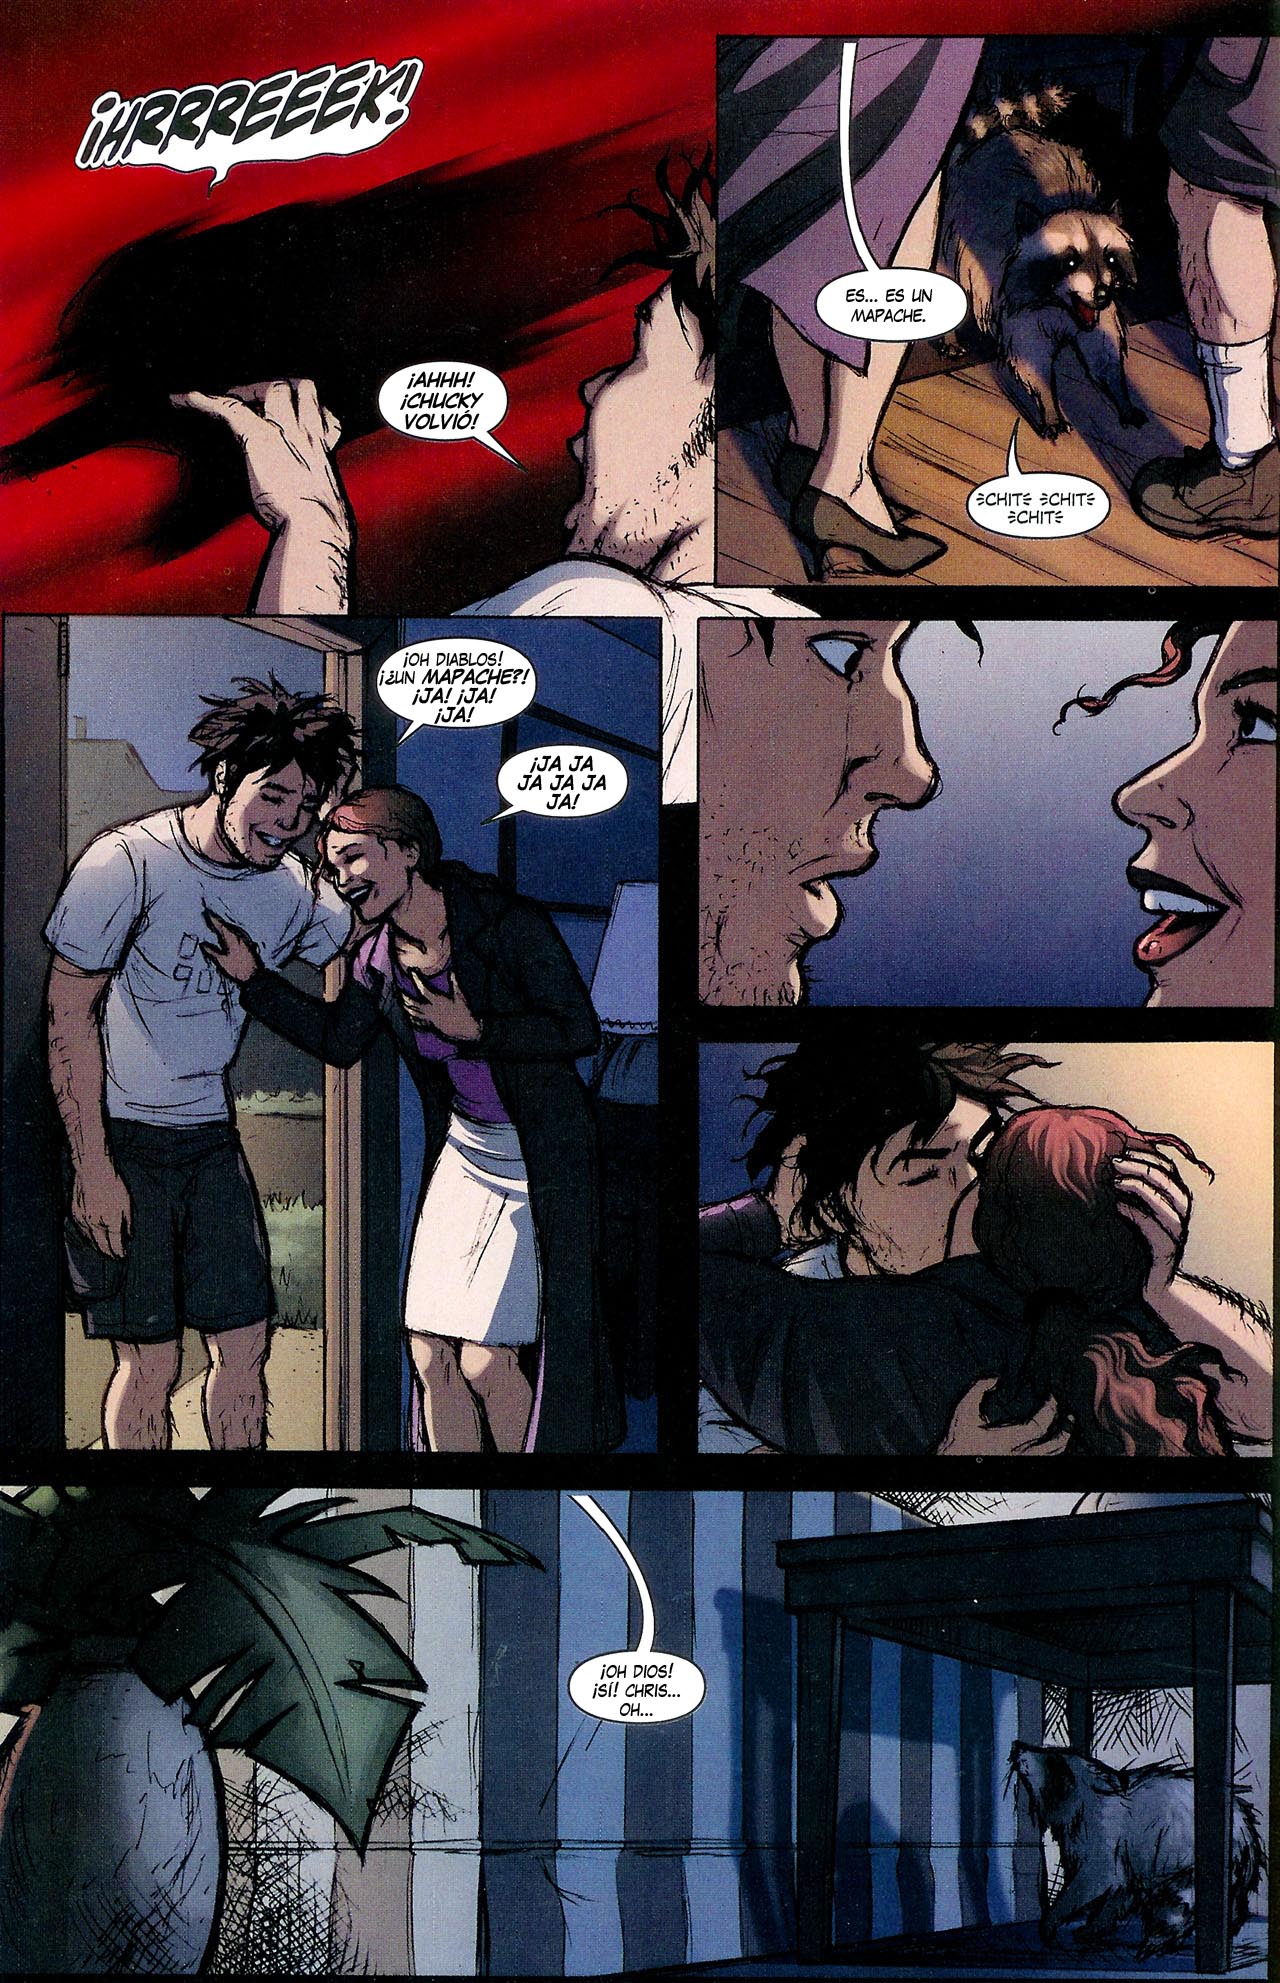 ¡HRRREEEK!
¡AHHH!
¡CHUCKY
VOLVIÓ!
ES... ES UN
MAPACHE.
CHIT CHIT
CHIT
¡OH DIABLOS!
¡¿UN MAPACHE?!
¡JA! ¡JA!
¡JA!
¡JA JA
JA JA JA
JA!
¡OH DIOS!
¡SÍ! CHRIS...
OH...